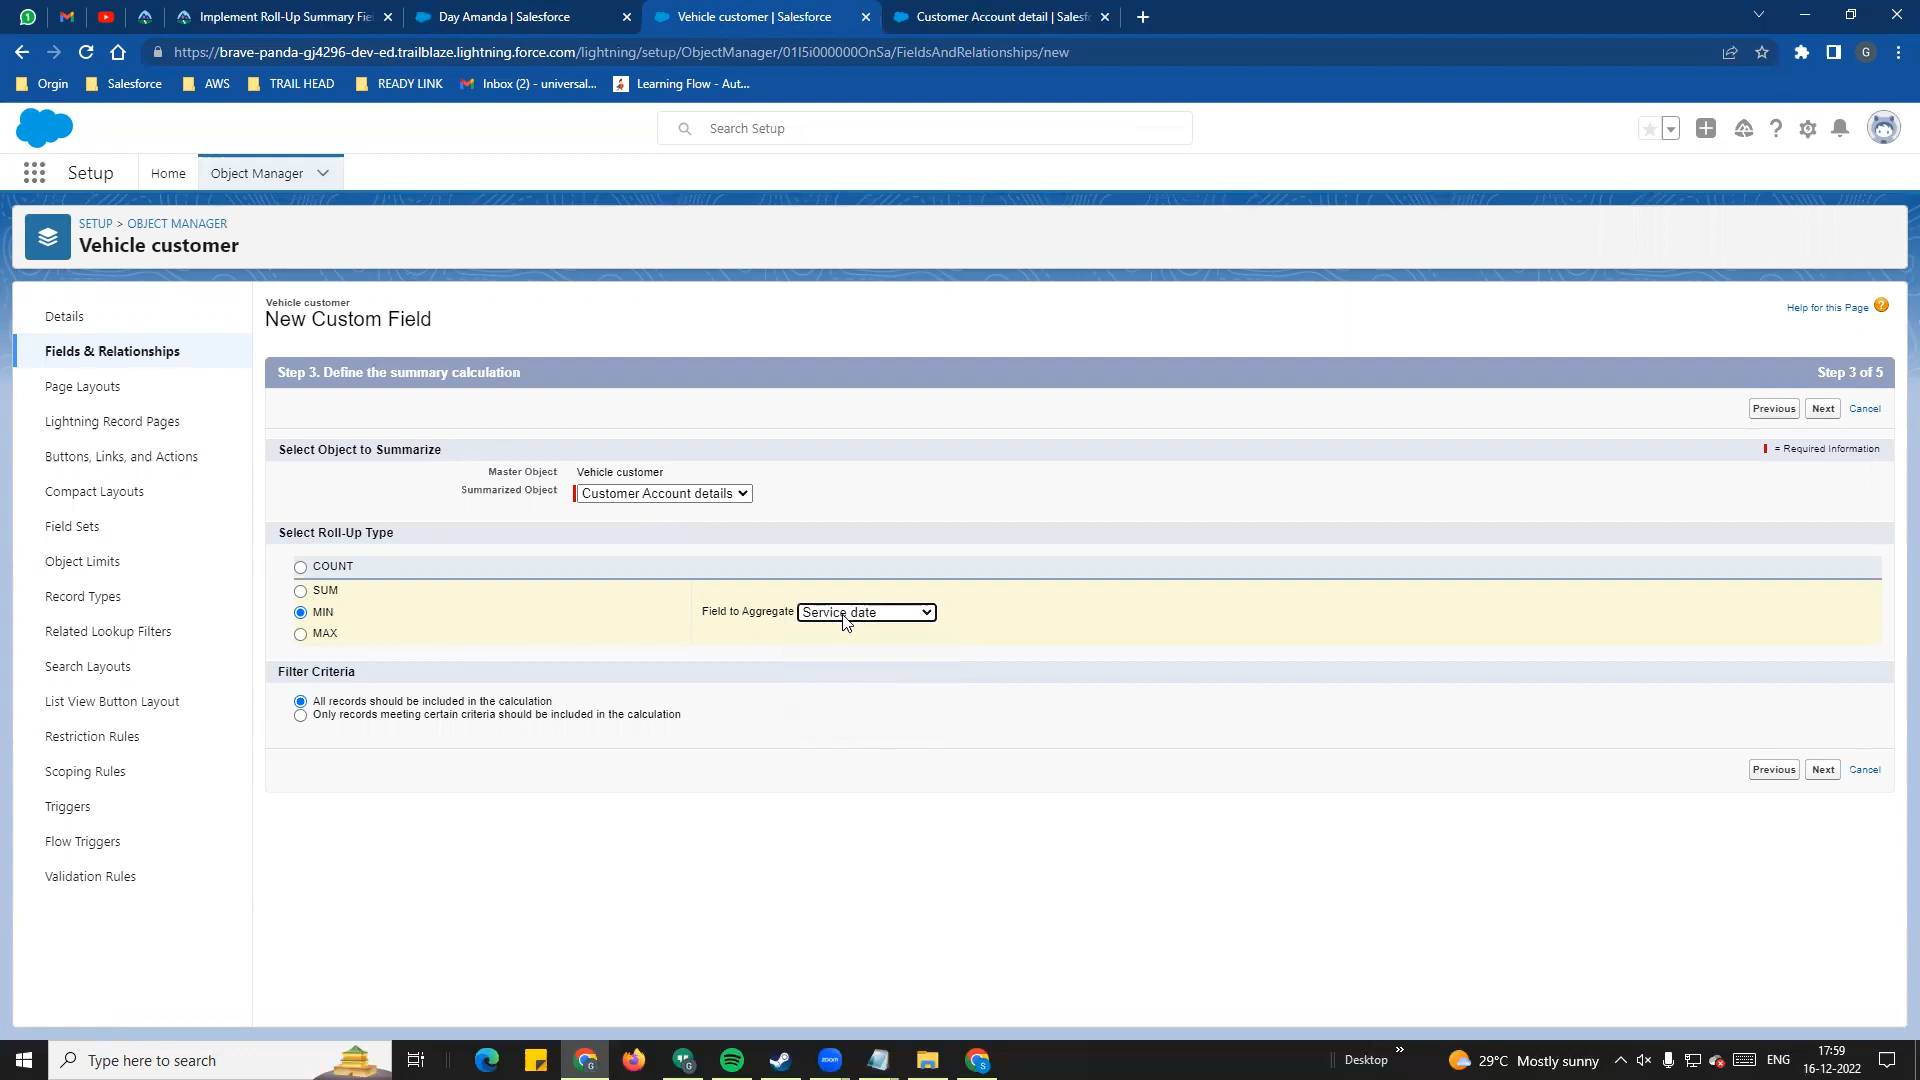 Implement Roll-Up Summary Fie
Day Amanda | Salesforce
Vehicle customer | Salesforce
Customer Account detail | Salesf
https://brave-panda-gj4296-dev-ed.trailblaze.lightning.force.com/lightning/setup/ObjectManager/01I5i000000OnSa/FieldsAndRelationships/new
G
Orgin
Salesforce
AWS
TRAIL HEAD
READY LINK
Inbox (2) - universal...
Learning Flow - Aut...
Search Setup
Setup
Home
Object Manager
SETUP > OBJECT MANAGER
Vehicle customer
Details
Fields & Relationships
Page Layouts
Lightning Record Pages
Buttons, Links, and Actions
Compact Layouts
Field Sets
Object Limits
Record Types
Related Lookup Filters
Search Layouts
List View Button Layout
Restriction Rules
Scoping Rules
Triggers
Flow Triggers
Validation Rules
Vehicle customer
New Custom Field
Help for this Page
Step 3. Define the summary calculation
Step 3 of 5
Previous Next Cancel
Select Object to Summarize
= Required Information
Master Object Vehicle customer
Summarized Object Customer Account details
Select Roll-Up Type
COUNT
SUM
MIN
MAX
Field to Aggregate Service date
Filter Criteria
All records should be included in the calculation
Only records meeting certain criteria should be included in the calculation
Previous Next Cancel
Type here to search
zoom
Desktop
29°C Mostly sunny
ENG
17:59
16-12-2022